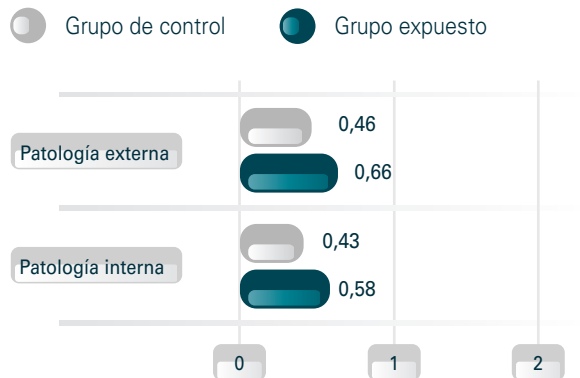 Grupo de control Grupo expuesto
0,46
Patología externa
0,66
0,43
Patología interna
0,58
0 1 2